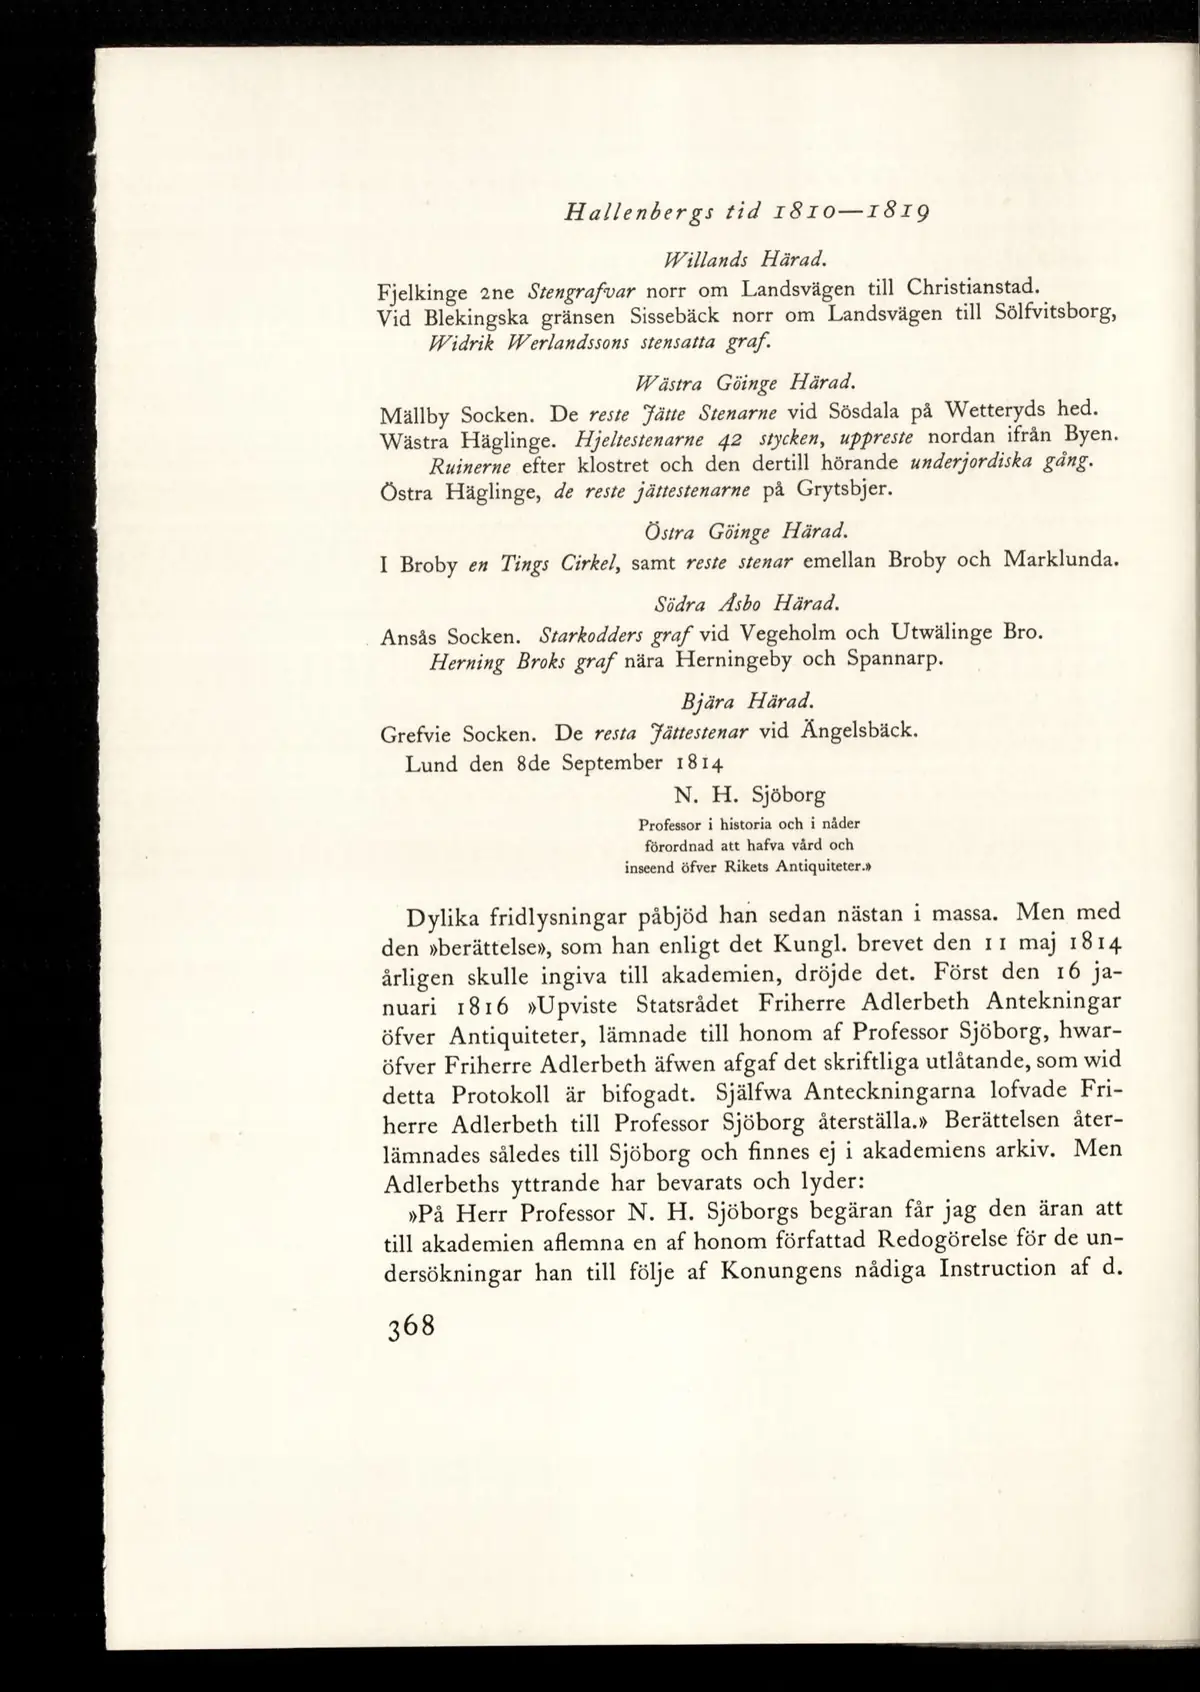 Hallenbergs tid 1810—1819
Willands Härad.
Fjelkinge 2ne Stengrafvar norr om Landsvägen till Christianstad.
Vid Blekingska gränsen Sissebäck norr om Landsvägen till Sölfvitsborg,
Widrik Werlandssons stensatta graf.
Wästra Göinge Härad.
Mällby Socken. De reste Jätte Stenarne vid Sösdala på Wetteryds hed.
Wästra Häglinge. Hjeltestenarne 42 stycken, uppreste nordan ifrån Byen.
Ruinerne efter klostret och den dertill hörande underjordiska gång.
Östra Häglinge, de reste jättestenarne på Grytsbjer.
Östra Göinge Härad.
I Broby en Tings Cirkel, samt reste stenar emellan Broby och Marklunda.
Södra Åsbo Härad.
Ansås Socken. Starkodders graf vid Vegeholm och Utwälinge Bro.
Herning Broks graf nära Herningeby och Spannarp.
Bjära Härad.
Grefvie Socken. De resta Jättestenar vid Ängelsbäck.
Lund den 8de September 1814
N. H. Sjöborg
Professor i historia och i nåder
förordnad att hafva vård och
inseend öfver Rikets Antiquiteter.»
Dylika fridlysningar påbjöd han sedan nästan i massa. Men med
den »berättelse», som han enligt det Kungl. brevet den 11 maj 1814
årligen skulle ingiva till akademien, dröjde det. Först den 16 ja-
nuari 1816 »Upviste Statsrådet Friherre Adlerbeth Antekningar
öfver Antiquiteter, lämnade till honom af Professor Sjöborg, hwar-
öfver Friherre Adlerbeth äfwen afgaf det skriftliga utlåtande, som wid
detta Protokoll är bifogadt. Själfwa Anteckningarna lofvade Fri-
herre Adlerbeth till Professor Sjöborg återställa.» Berättelsen åter-
lämnades således till Sjöborg och finnes ej i akademiens arkiv. Men
Adlerbeths yttrande har bevarats och lyder:
»På Herr Professor N. H. Sjöborgs begäran får jag den äran att
till akademien aflemna en af honom författad Redogörelse för de un-
dersökningar han till följe af Konungens nådiga Instruction af d.
368